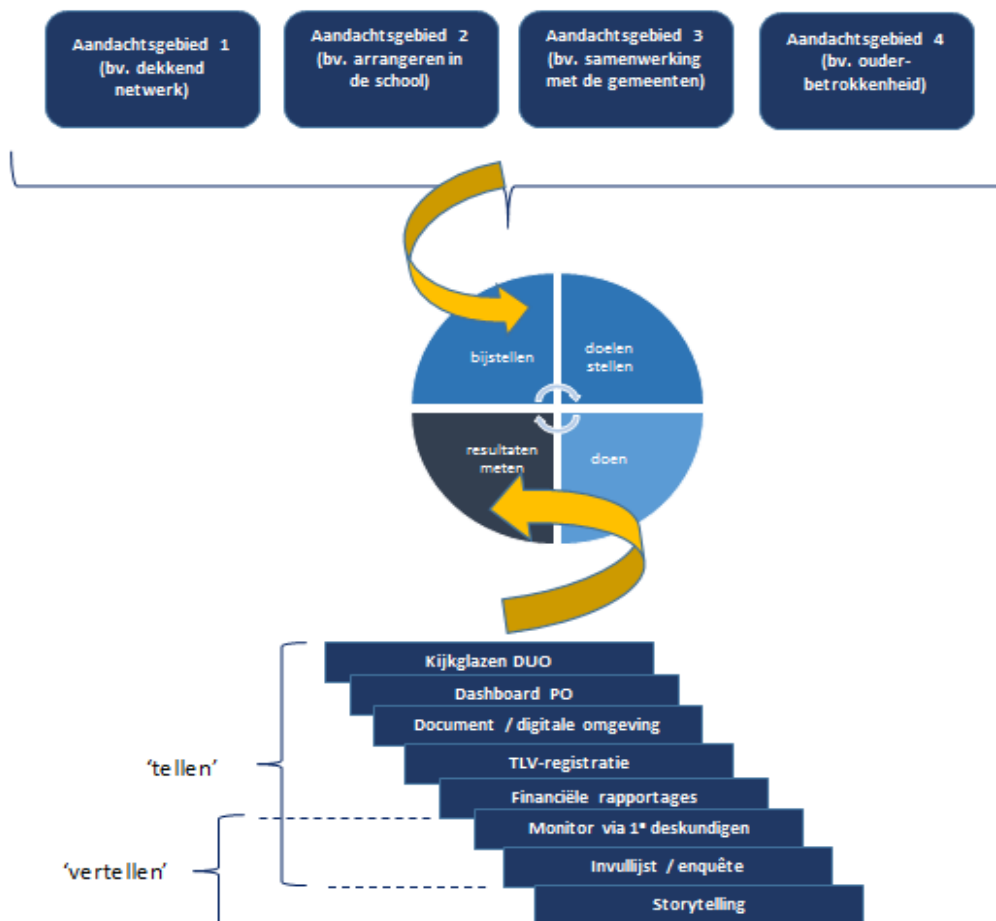 Aandachtsgebied 1
(bv. dekkend
netwerk)
Aandachtsgebied 2
(bv. arrangeren in
de school)
Aandachtsgebied 3
(bv. samenwerking
met de gemeenten)
Aandachtsgebied 4
(bv. ouder-
betrokkenheid)
bijstellen
doelen
stellen
resultaten
meten
doen
Kijkglazen DUO
Dashboard PO
Document / digitale omgeving
TLV-registratie
Financiële rapportages
Monitor via 1e deskundigen
Invullijst / enquête
Storytelling
‘tellen’
‘vertellen’